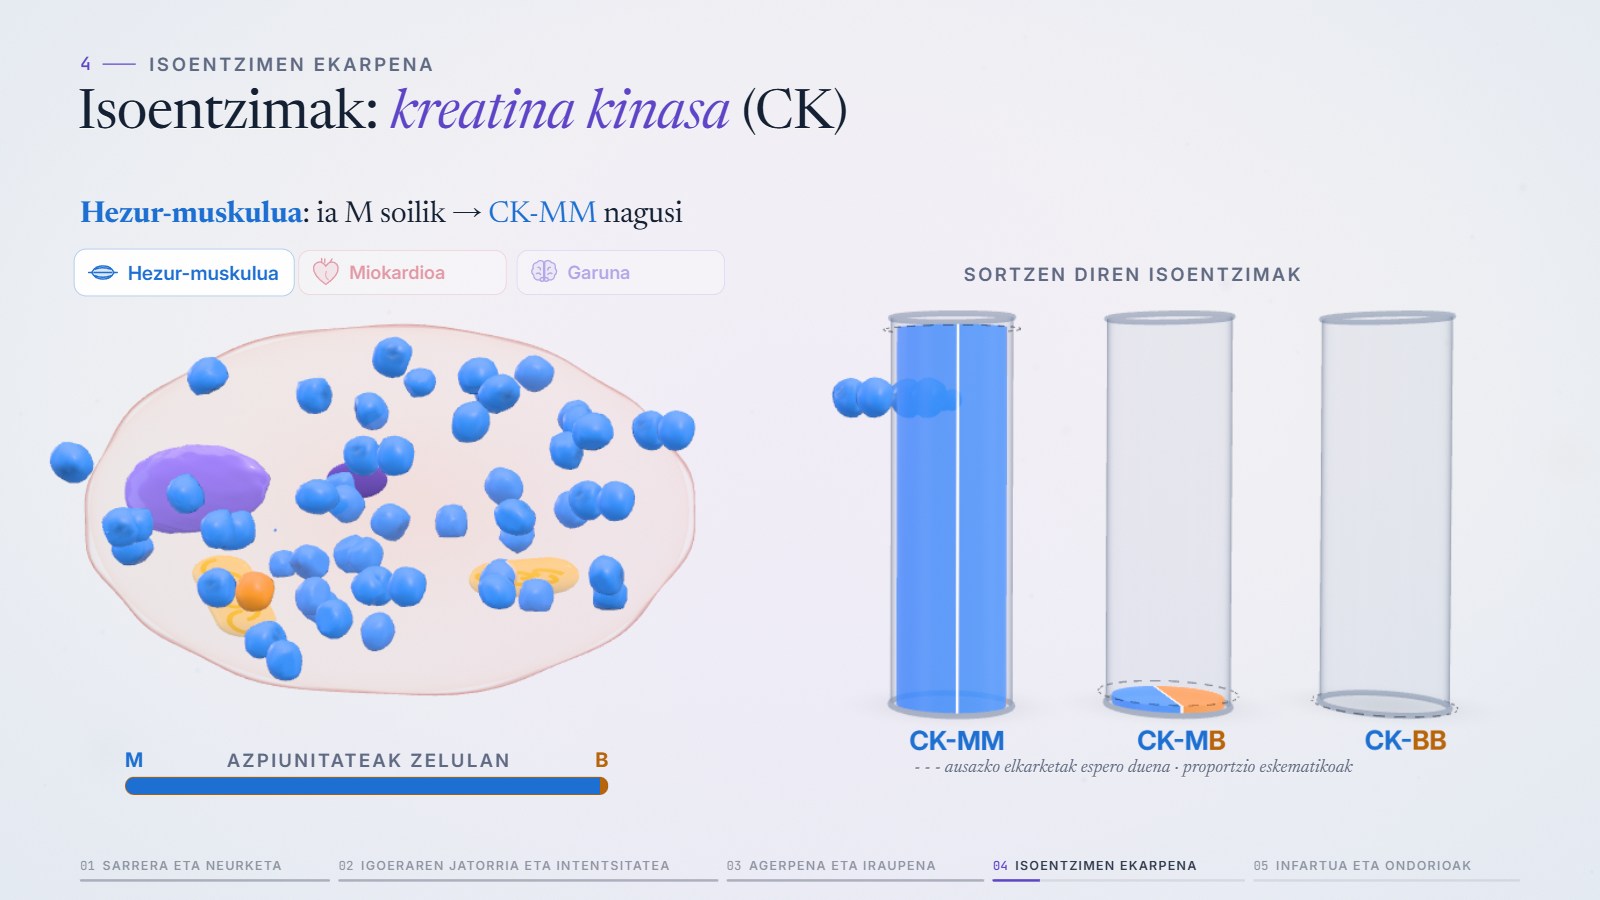 4 — ISOENTZIMEN EKARPENA
Isoentzimak: kreatina kinasa (CK)
Hezur-muskulua: ia M soilik → CK-MM nagusi
Hezur-muskulua Miokardioa Garuna
SORTZEN DIREN ISOENTZIMAK
CK-MM CK-MB CK-BB
- - - ausazko elkarketak espero duena · proportzio eskematikoak
M AZPIUNITATEAK ZELULAN B
01 SARRERA ETA NEURKETA 02 IGOERAREN JATORRIA ETA INTENTSITATEA 03 AGERPENA ETA IRAUPENA 04 ISOENTZIMEN EKARPENA 05 INFARTUA ETA ONDORIOAK